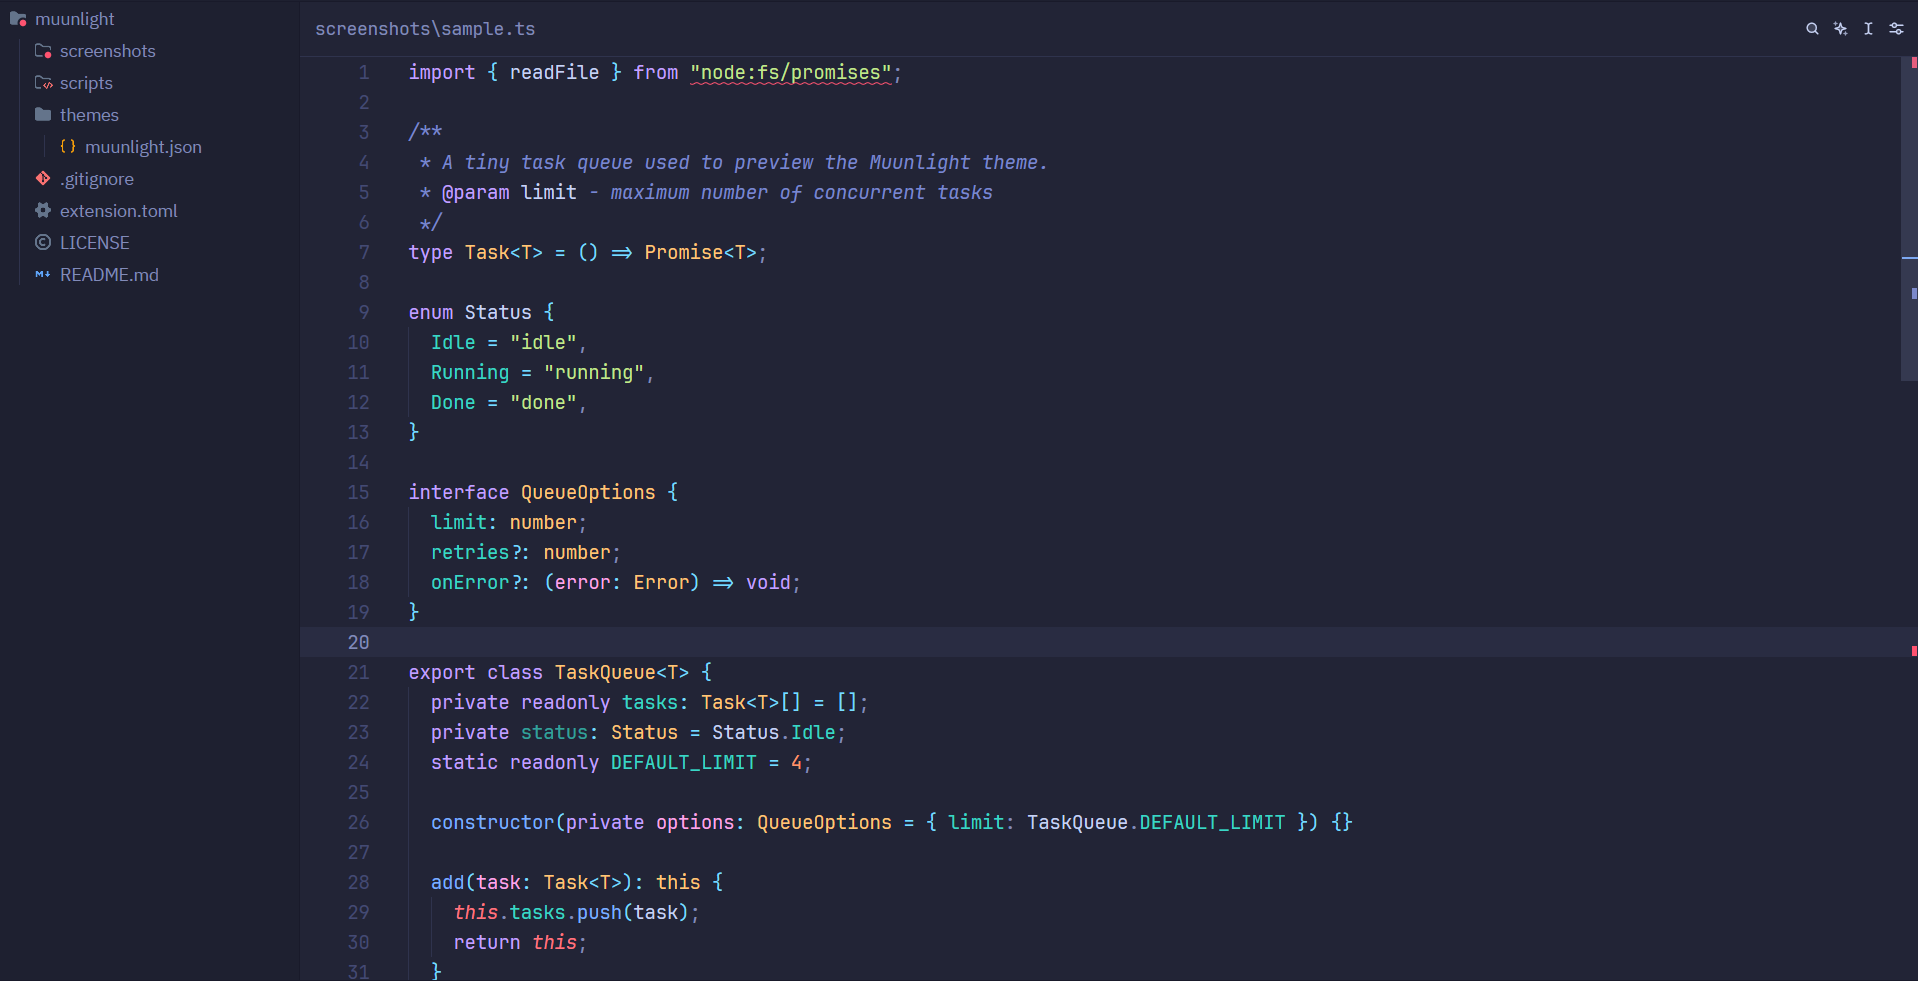 muunlight
screenshots
scripts
themes
muunlight.json
.gitignore
extension.toml
LICENSE
README.md
screenshots\sample.ts
1 import { readFile } from "node:fs/promises";
2
3 /**
4  * A tiny task queue used to preview the Muunlight theme.
5  * @param limit - maximum number of concurrent tasks
6  */
7 type Task<T> = () => Promise<T>;
8
9 enum Status {
10   Idle = "idle",
11   Running = "running",
12   Done = "done",
13 }
14
15 interface QueueOptions {
16   limit: number;
17   retries?: number;
18   onError?: (error: Error) => void;
19 }
20
21 export class TaskQueue<T> {
22   private readonly tasks: Task<T>[] = [];
23   private status: Status = Status.Idle;
24   static readonly DEFAULT_LIMIT = 4;
25
26   constructor(private options: QueueOptions = { limit: TaskQueue.DEFAULT_LIMIT }) {}
27
28   add(task: Task<T>): this {
29     this.tasks.push(task);
30     return this;
31   }